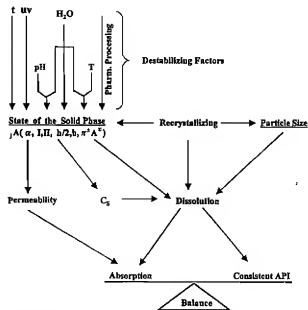 t uv
H₂O
pH
T
Pharm. Processing
Destabilizing Factors
State of the Solid Phase
Recrystallizing
Particle Size
jA( α, I,II, h/2,h, π±A
Permeability
Cs
Dissolution
Absorption
Consistent API
Balance